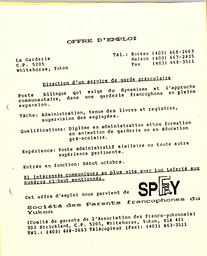 OFFRE D'EMPLOI
La Garderie
C.P. 5205
Whitehorse, Yukon
Tél.: Bureau (403) 668-2663
Maison (403) 667-2835
Fax (403) 668-3511
Direction d'un service de garde préscolaire
Poste bilingue qui exige du dynamisme et l'approche
communautaire, dans une garderie francophone en pleine
expansion.
Tâche: Administration, tenue des livres et registres,
supervision des employées.
Qualifications: Diplôme en administration et/ou formation
en animation de garderie ou en éducation
pré-scolaire.
Expérience: Poste administratif similaire ou toute autre
expérience pertinente.
Entrée en fonction: début octobre.
Si intéressés communiquez au plus vite avec Luc Laferté aux
numéros ci-haut mentionnés.
Cet offre d'emploi nous parvient de
Société des Parents francophones du
Yukon
(Comité de parents de l'Association des Franco-yukonnais)
302 Strickland, C.P. 5205, Whitehorse, Yukon, Y1A
Tél. (403) 668-2663 Télécopieur (Fax): (403) 668-3511